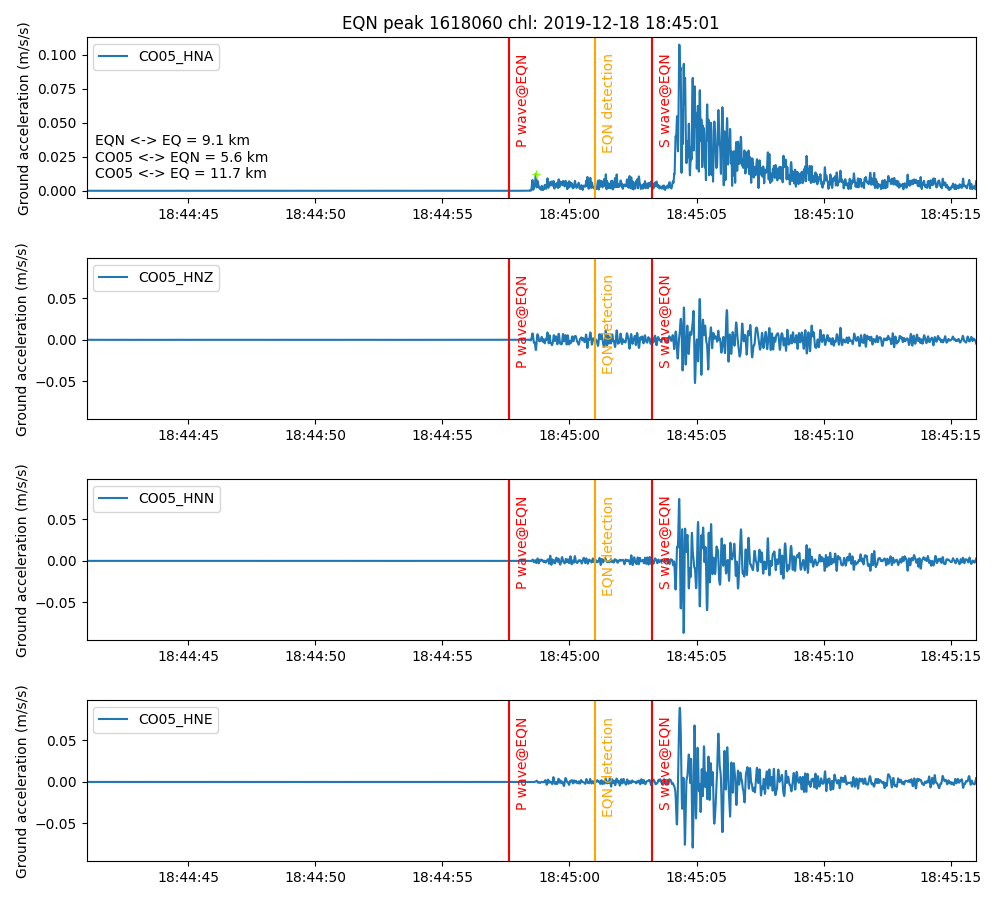 EQN peak 1618060 chl: 2019-12-18 18:45:01
Ground acceleration (m/s/s)
0.100
0.075
0.050
0.025
0.000
CO05_HNA
EQN <-> EQ = 9.1 km
CO05 <-> EQN = 5.6 km
CO05 <-> EQ = 11.7 km
P wave@EQN
EQN detection
S wave@EQN
18:44:45 18:44:50 18:44:55 18:45:00 18:45:05 18:45:10 18:45:15
Ground acceleration (m/s/s)
0.05
0.00
−0.05
CO05_HNZ
P wave@EQN
EQN detection
S wave@EQN
18:44:45 18:44:50 18:44:55 18:45:00 18:45:05 18:45:10 18:45:15
Ground acceleration (m/s/s)
0.05
0.00
−0.05
CO05_HNN
P wave@EQN
EQN detection
S wave@EQN
18:44:45 18:44:50 18:44:55 18:45:00 18:45:05 18:45:10 18:45:15
Ground acceleration (m/s/s)
0.05
0.00
−0.05
CO05_HNE
P wave@EQN
EQN detection
S wave@EQN
18:44:45 18:44:50 18:44:55 18:45:00 18:45:05 18:45:10 18:45:15